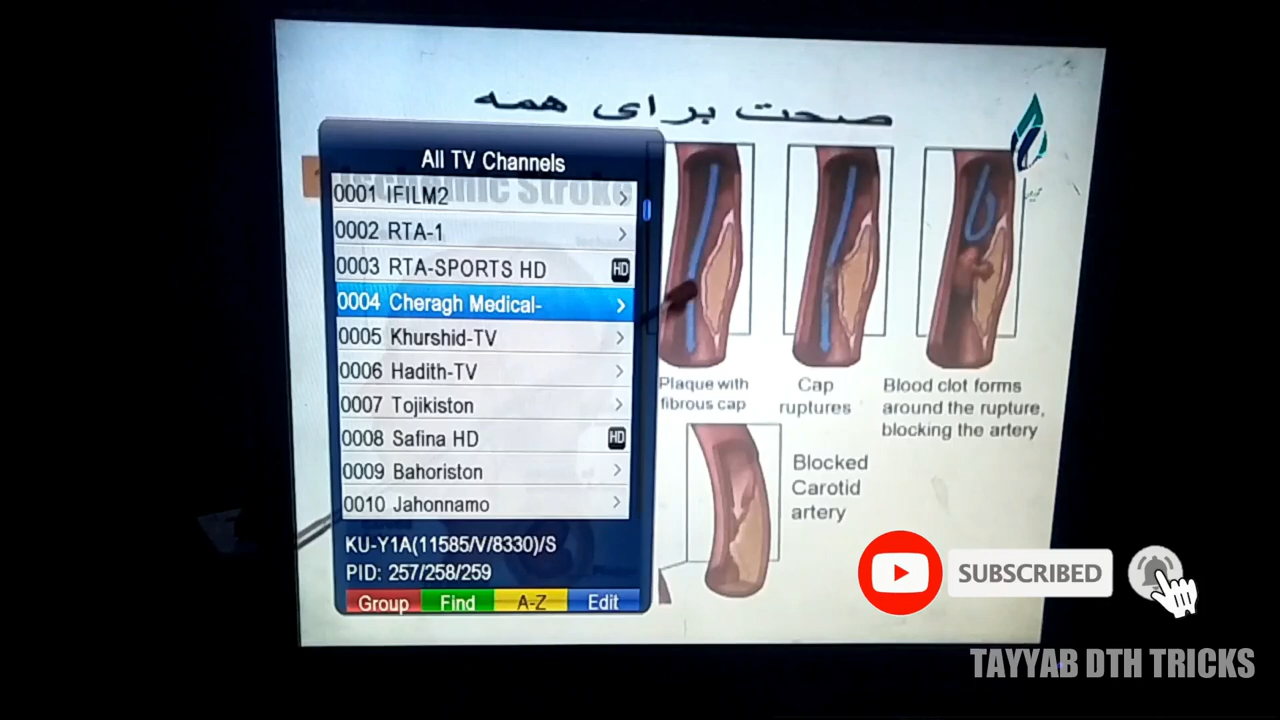 صحت برای همه
All TV Channels
Ischemic Stroke
0001 IFILM2
0002 RTA-1
0003 RTA-SPORTS HD HD
0004 Cheragh Medical-
0005 Khurshid-TV
0006 Hadith-TV
0007 Tojikiston
0008 Safina HD HD
0009 Bahoriston
0010 Jahonnamo
KU-Y1A(11585/V/8330)/S
PID: 257/258/259
Group Find A-Z Edit
Plaque with
fibrous cap
Cap
ruptures
Blood clot forms
around the rupture,
blocking the artery
Blocked
Carotid
artery
SUBSCRIBED
TAYYAB DTH TRICKS